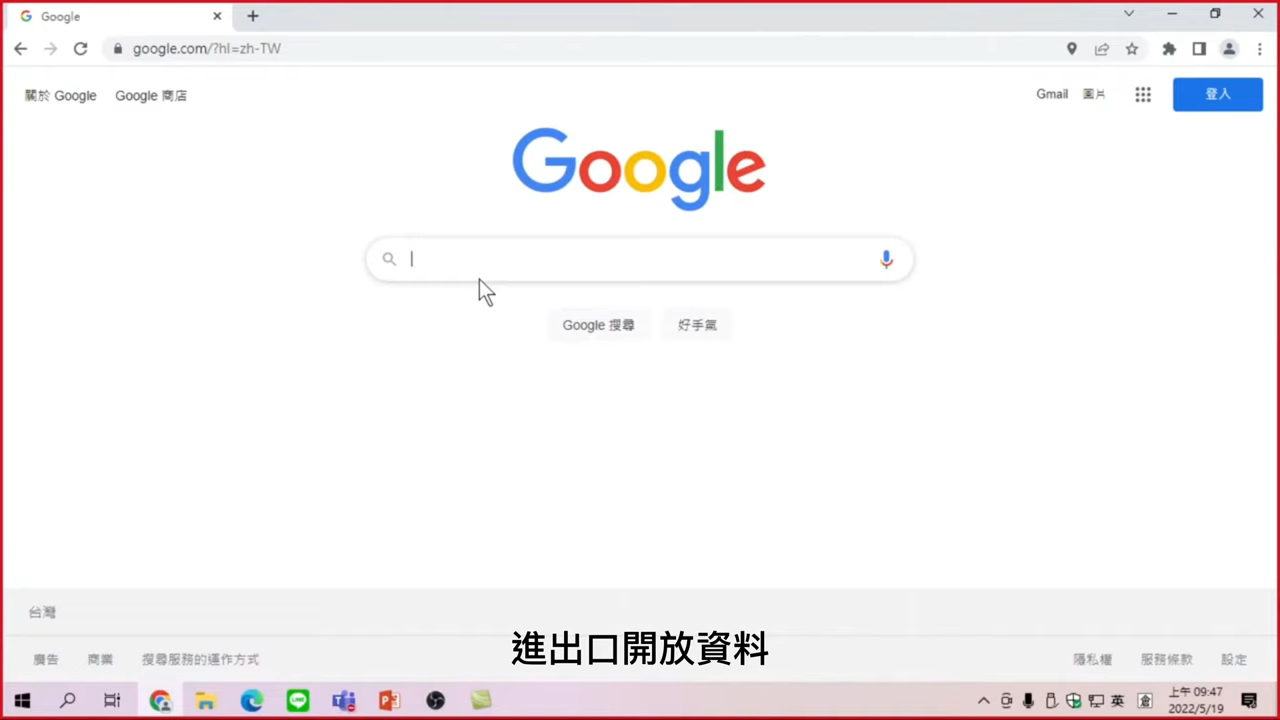 Google
google.com/?hl=zh-TW
關於 Google Google 商店
Gmail 圖片 登入
Google
Google 搜尋 好手氣
台灣
進出口開放資料
廣告 商業 搜尋服務的運作方式 隱私權 服務條款 設定
英 倉 上午 09:47
2022/5/19